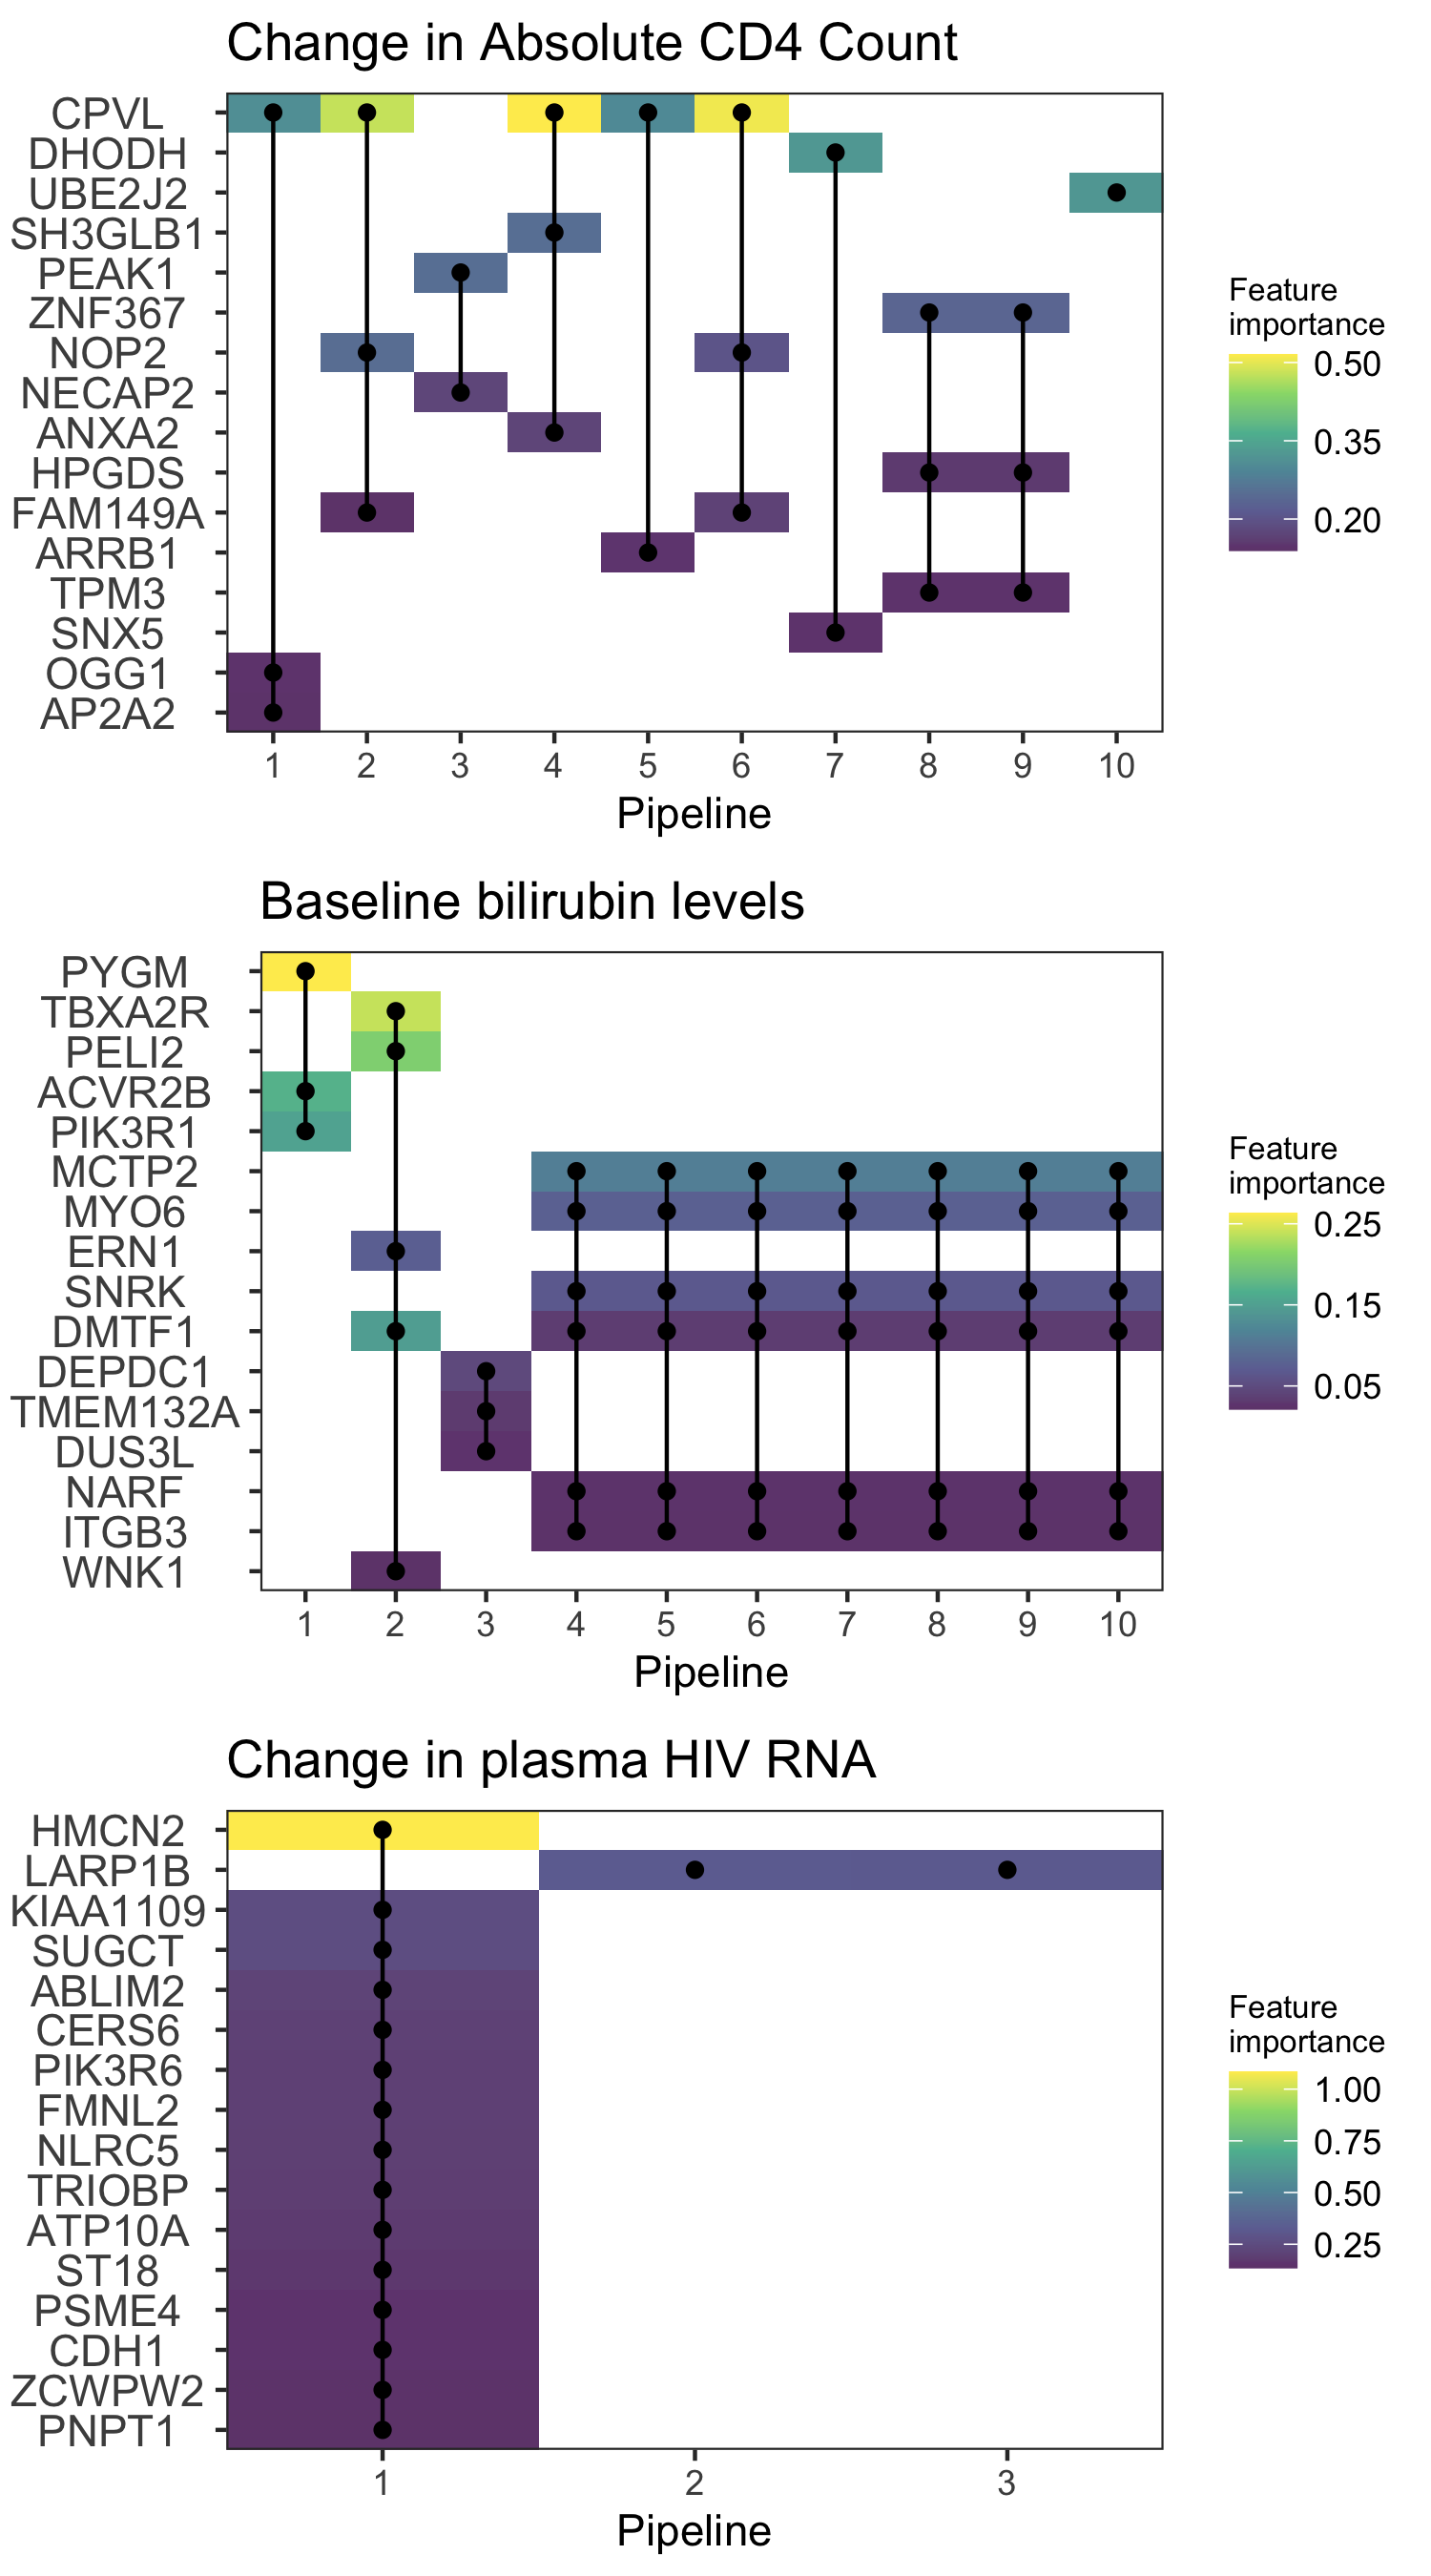 Change in Absolute CD4 Count
CPVL
DHODH
UBE2J2
SH3GLB1
PEAK1
ZNF367
NOP2
NECAP2
ANXA2
HPGDS
FAM149A
ARRB1
TPM3
SNX5
OGG1
AP2A2
1 2 3 4 5 6 7 8 9 10
Pipeline
Feature
importance
0.50
0.35
0.20
Baseline bilirubin levels
PYGM
TBXA2R
PELI2
ACVR2B
PIK3R1
MCTP2
MYO6
ERN1
SNRK
DMTF1
DEPDC1
TMEM132A
DUS3L
NARF
ITGB3
WNK1
1 2 3 4 5 6 7 8 9 10
Pipeline
Feature
importance
0.25
0.15
0.05
Change in plasma HIV RNA
HMCN2
LARP1B
KIAA1109
SUGCT
ABLIM2
CERS6
PIK3R6
FMNL2
NLRC5
TRIOBP
ATP10A
ST18
PSME4
CDH1
ZCWPW2
PNPT1
1 2 3
Pipeline
Feature
importance
1.00
0.75
0.50
0.25